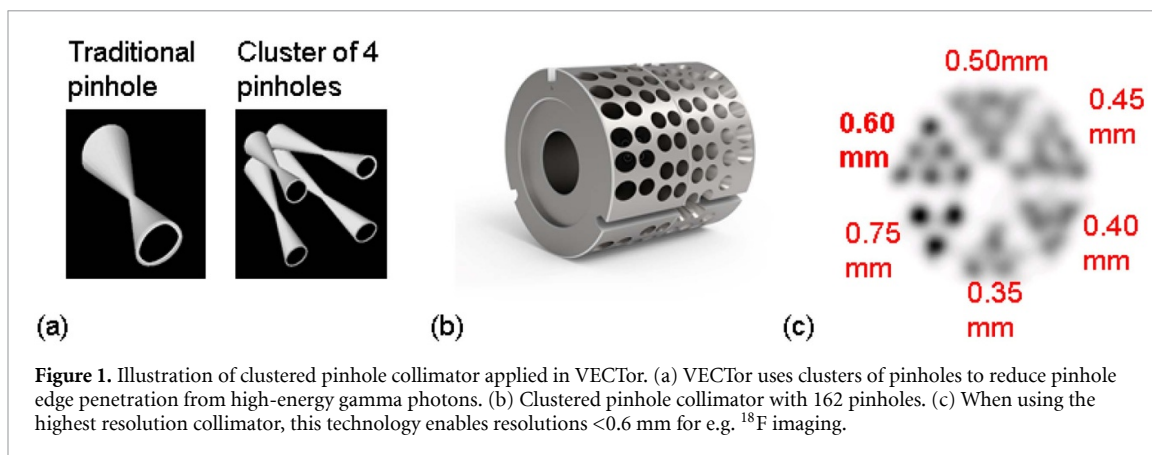 Traditional
pinhole
Cluster of 4
pinholes
(a)
(b)
0.50mm
0.45
mm
0.60
mm
0.75
mm
0.40
mm
0.35
mm
(c)
Figure 1. Illustration of clustered pinhole collimator applied in VECTor. (a) VECTor uses clusters of pinholes to reduce pinhole
edge penetration from high-energy gamma photons. (b) Clustered pinhole collimator with 162 pinholes. (c) When using the
highest resolution collimator, this technology enables resolutions <0.6 mm for e.g. ¹⁸F imaging.